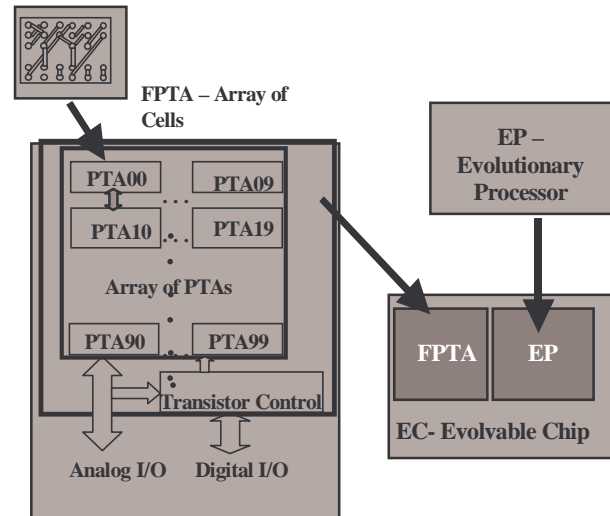 FPTA – Array of
Cells
PTA00
PTA09
PTA10
PTA19
Array of PTAs
PTA90
PTA99
Transistor Control
Analog I/O
Digital I/O
EP –
Evolutionary
Processor
FPTA
EP
EC- Evolvable Chip